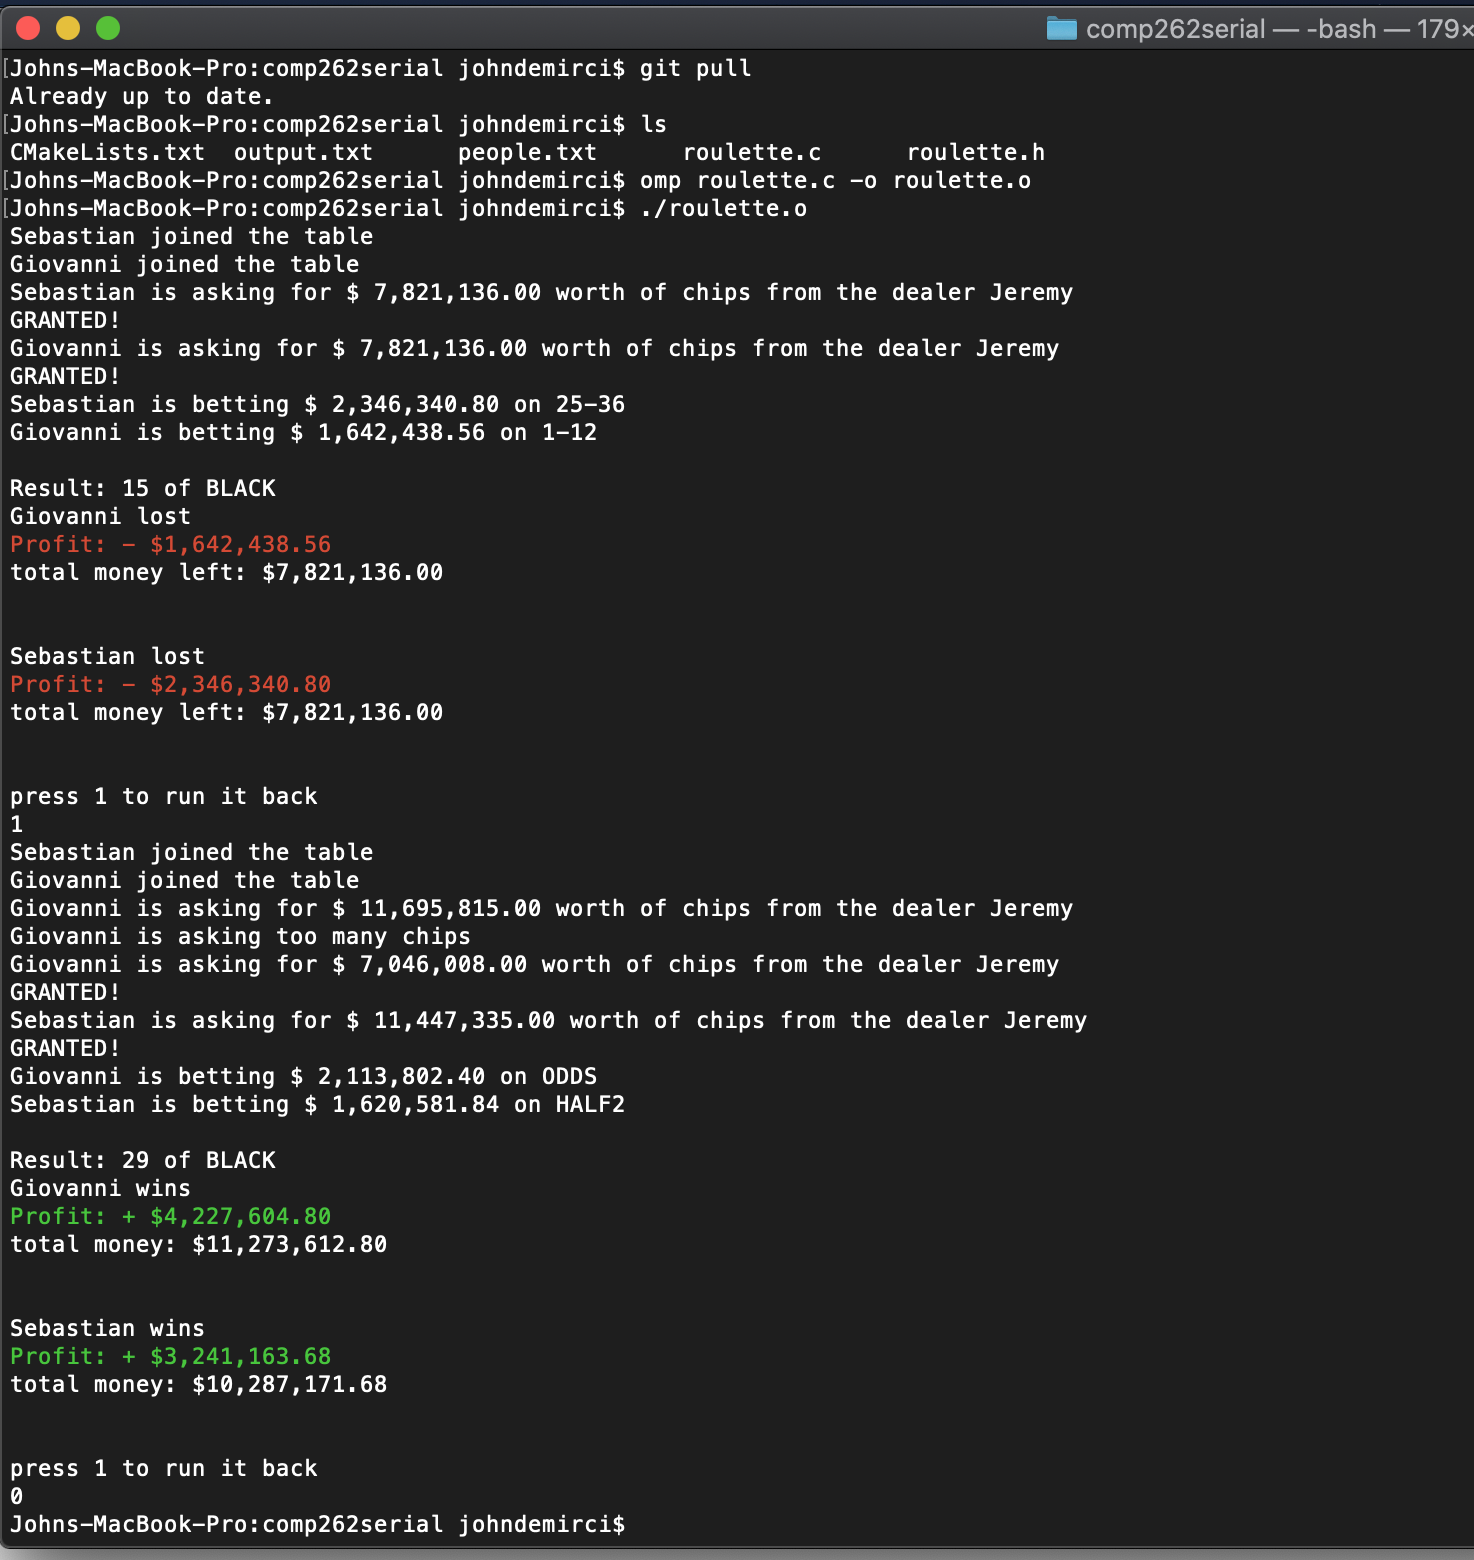 comp262serial — -bash — 179×
[Johns-MacBook-Pro:comp262serial johndemirci$ git pull
Already up to date.
[Johns-MacBook-Pro:comp262serial johndemirci$ ls
CMakeLists.txt  output.txt      people.txt      roulette.c      roulette.h
[Johns-MacBook-Pro:comp262serial johndemirci$ omp roulette.c -o roulette.o
[Johns-MacBook-Pro:comp262serial johndemirci$ ./roulette.o
Sebastian joined the table
Giovanni joined the table
Sebastian is asking for $ 7,821,136.00 worth of chips from the dealer Jeremy
GRANTED!
Giovanni is asking for $ 7,821,136.00 worth of chips from the dealer Jeremy
GRANTED!
Sebastian is betting $ 2,346,340.80 on 25-36
Giovanni is betting $ 1,642,438.56 on 1-12
Result: 15 of BLACK
Giovanni lost
Profit: - $1,642,438.56
total money left: $7,821,136.00
Sebastian lost
Profit: - $2,346,340.80
total money left: $7,821,136.00
press 1 to run it back
1
Sebastian joined the table
Giovanni joined the table
Giovanni is asking for $ 11,695,815.00 worth of chips from the dealer Jeremy
Giovanni is asking too many chips
Giovanni is asking for $ 7,046,008.00 worth of chips from the dealer Jeremy
GRANTED!
Sebastian is asking for $ 11,447,335.00 worth of chips from the dealer Jeremy
GRANTED!
Giovanni is betting $ 2,113,802.40 on ODDS
Sebastian is betting $ 1,620,581.84 on HALF2
Result: 29 of BLACK
Giovanni wins
Profit: + $4,227,604.80
total money: $11,273,612.80
Sebastian wins
Profit: + $3,241,163.68
total money: $10,287,171.68
press 1 to run it back
0
Johns-MacBook-Pro:comp262serial johndemirci$